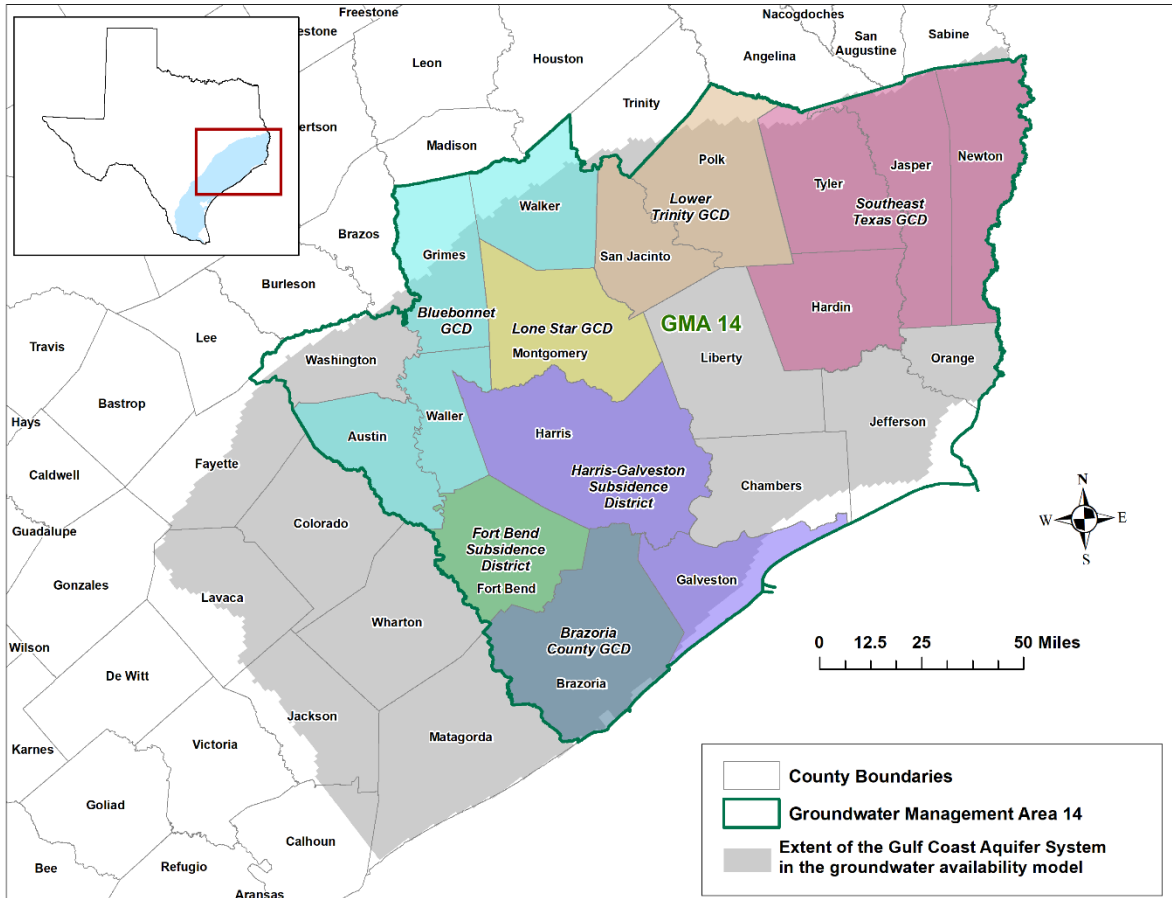 Freestone
estone
Nacogdoches
San
Augustine
Sabine
Leon
Houston
Angelina
Trinity
ertson
Madison
Polk
Jasper
Newton
Tyler
Walker
Lower
Trinity GCD
Southeast
Texas GCD
Brazos
Grimes
San Jacinto
Burleson
Bluebonnet
GCD
Lone Star GCD
GMA 14
Hardin
Lee
Travis
Washington
Montgomery
Liberty
Orange
Bastrop
Hays
Waller
Jefferson
Austin
Harris
Fayette
Caldwell
Harris-Galveston
Subsidence
District
Chambers
N
W
E
S
Colorado
Guadalupe
Fort Bend
Subsidence
District
Gonzales
Galveston
Fort Bend
Lavaca
Wharton
Wilson
Brazoria
County GCD
0 12.5 25 50 Miles
De Witt
Brazoria
Jackson
Karnes
Victoria
Matagorda
Goliad
Calhoun
Bee
Refugio
Aransas
County Boundaries
Groundwater Management Area 14
Extent of the Gulf Coast Aquifer System
in the groundwater availability model